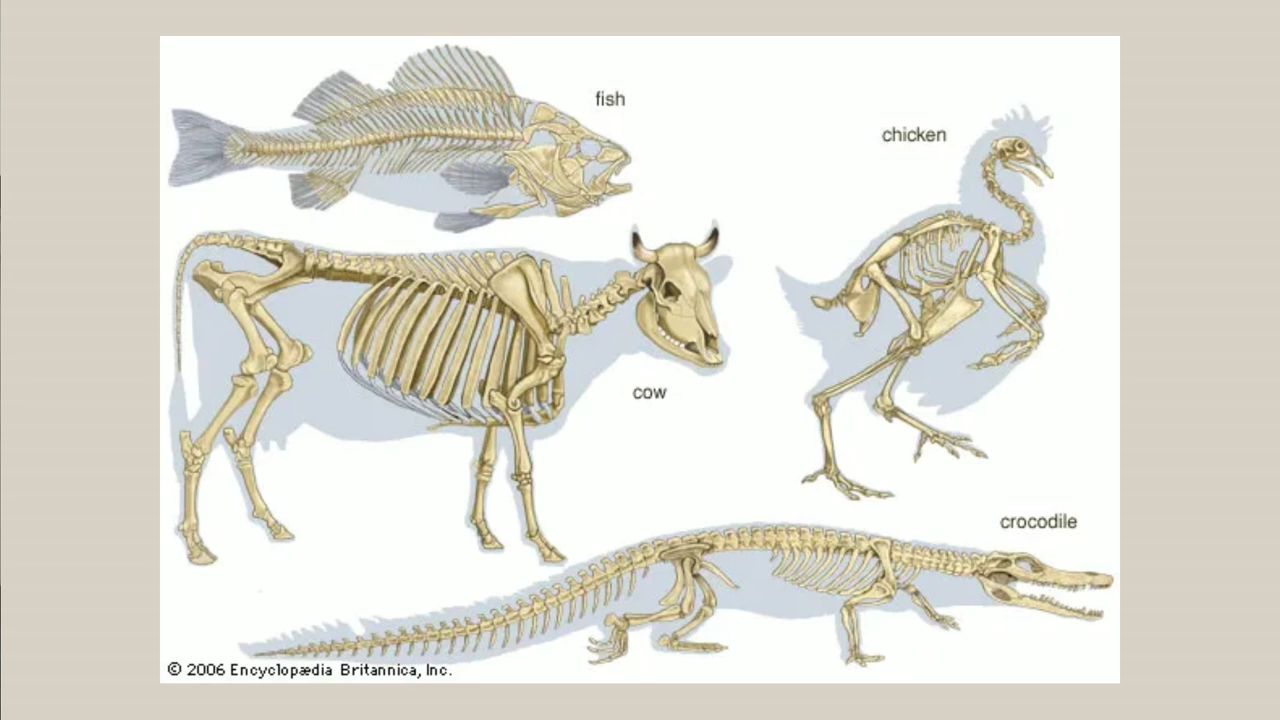 fish
chicken
cow
crocodile
© 2006 Encyclopædia Britannica, Inc.